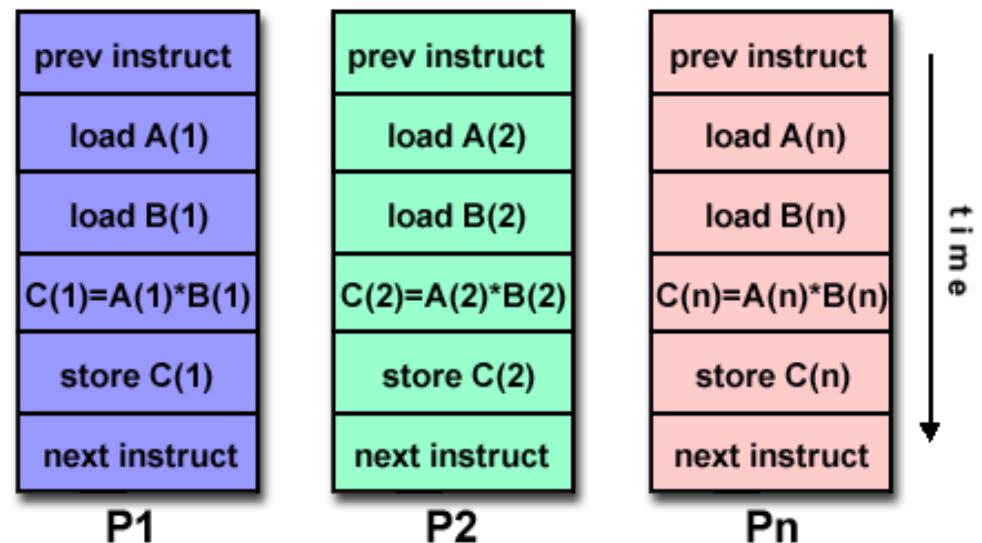 prev instruct
load A(1)
load B(1)
C(1)=A(1)*B(1)
store C(1)
next instruct
P1
prev instruct
load A(2)
load B(2)
C(2)=A(2)*B(2)
store C(2)
next instruct
P2
prev instruct
load A(n)
load B(n)
C(n)=A(n)*B(n)
store C(n)
next instruct
Pn
time